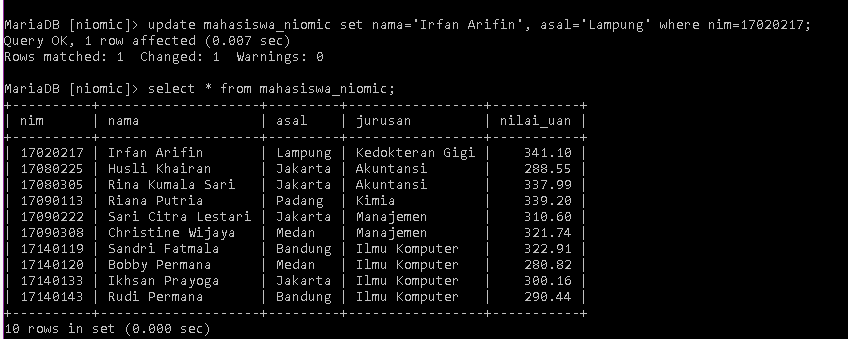 MariaDB [niomic]> update mahasiswa_niomic set nama='Irfan Arifin', asal='Lampung' where nim=17020217;
Query OK, 1 row affected (0.007 sec)
Rows matched: 1  Changed: 1  Warnings: 0

MariaDB [niomic]> select * from mahasiswa_niomic;
+----------+--------------------+---------+----------------+-----------+
| nim      | nama               | asal    | jurusan        | nilai_uan |
+----------+--------------------+---------+----------------+-----------+
| 17020217 | Irfan Arifin       | Lampung | Kedokteran Gigi |    341.10 |
| 17080225 | Husli Khairan      | Jakarta | Akuntansi      |    288.55 |
| 17080305 | Rina Kumala Sari   | Jakarta | Akuntansi      |    337.99 |
| 17090113 | Riana Putria       | Padang  | Kimia          |    339.20 |
| 17090222 | Sari Citra Lestari | Jakarta | Manajemen      |    310.60 |
| 17090308 | Christine Wijaya   | Medan   | Manajemen      |    321.74 |
| 17140119 | Sandri Fatmala     | Bandung | Ilmu Komputer  |    322.91 |
| 17140120 | Bobby Permana      | Medan   | Ilmu Komputer  |    280.82 |
| 17140133 | Ikhsan Prayoga     | Jakarta | Ilmu Komputer  |    300.16 |
| 17140143 | Rudi Permana       | Bandung | Ilmu Komputer  |    290.44 |
+----------+--------------------+---------+----------------+-----------+
10 rows in set (0.000 sec)